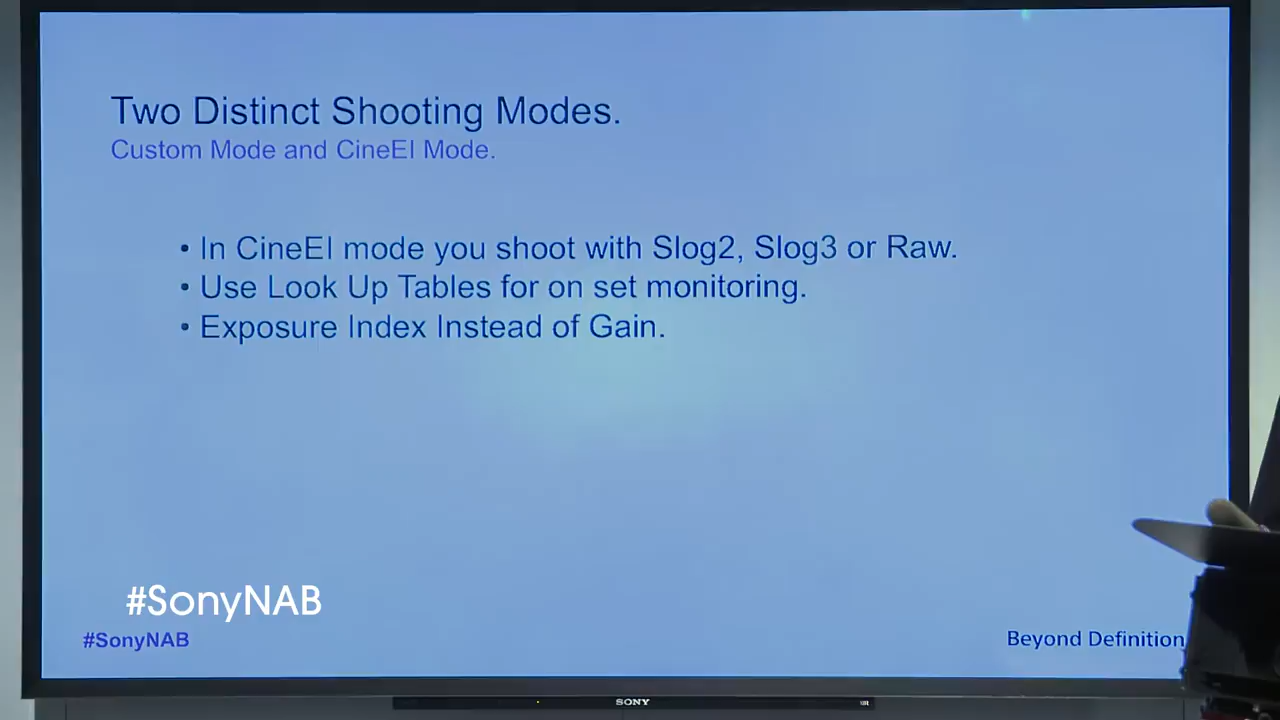 Two Distinct Shooting Modes.
Custom Mode and CineEI Mode.
• In CineEI mode you shoot with Slog2, Slog3 or Raw.
• Use Look Up Tables for on set monitoring.
• Exposure Index Instead of Gain.
#SonyNAB
#SonyNAB
Beyond Definition
SONY